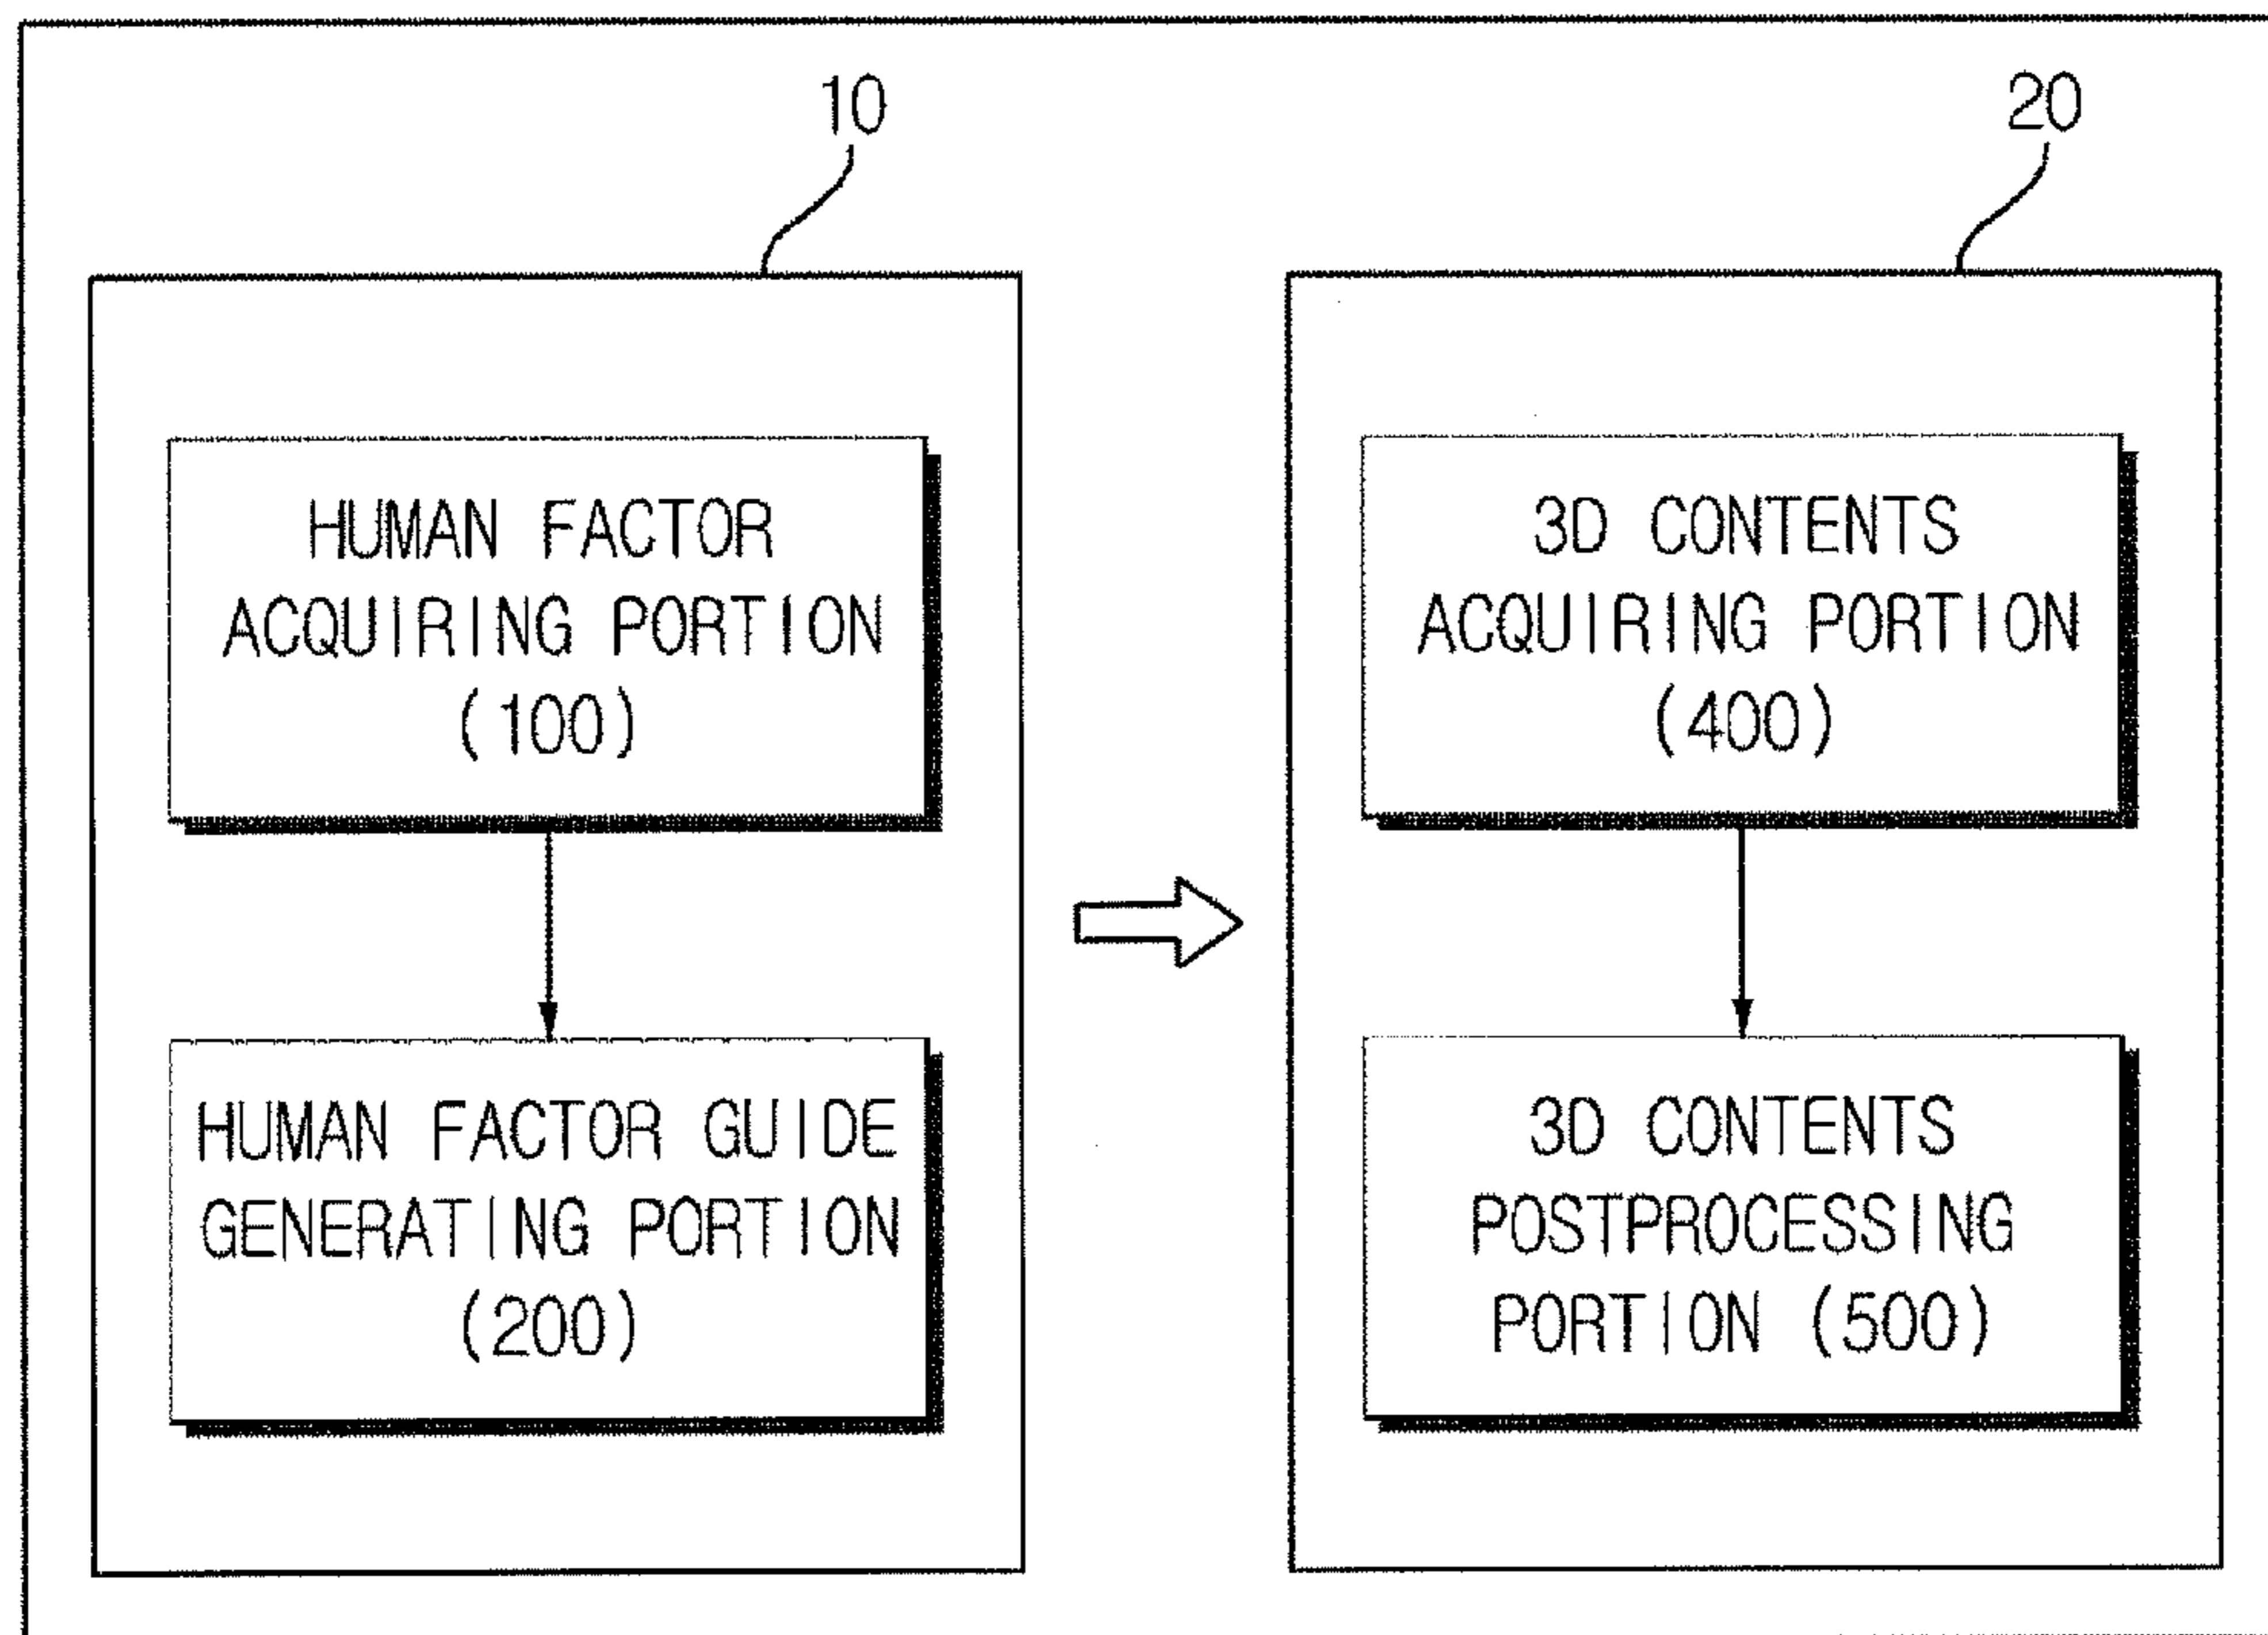 10
HUMAN FACTOR
ACQUIRING PORTION
(100)
HUMAN FACTOR GUIDE
GENERATING PORTION
(200)
20
3D CONTENTS
ACQUIRING PORTION
(400)
3D CONTENTS
POSTPROCESSING
PORTION (500)